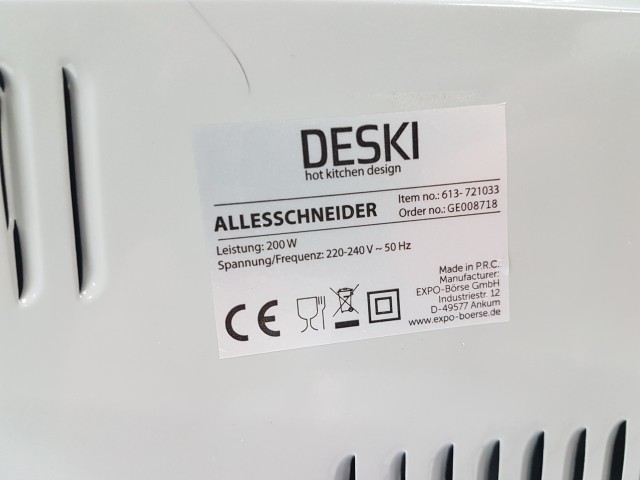 DESKI
hot kitchen design
ALLESSCHNEIDER
Item no.: 613- 721033
Order no.: GE008718
Leistung: 200 W
Spannung/Frequenz: 220-240 V ~ 50 Hz
CE
Made in P.R.C.
Manufacturer:
EXPO-Börse GmbH
Industriestr. 12
D-49577 Ankum
www.expo-boerse.de